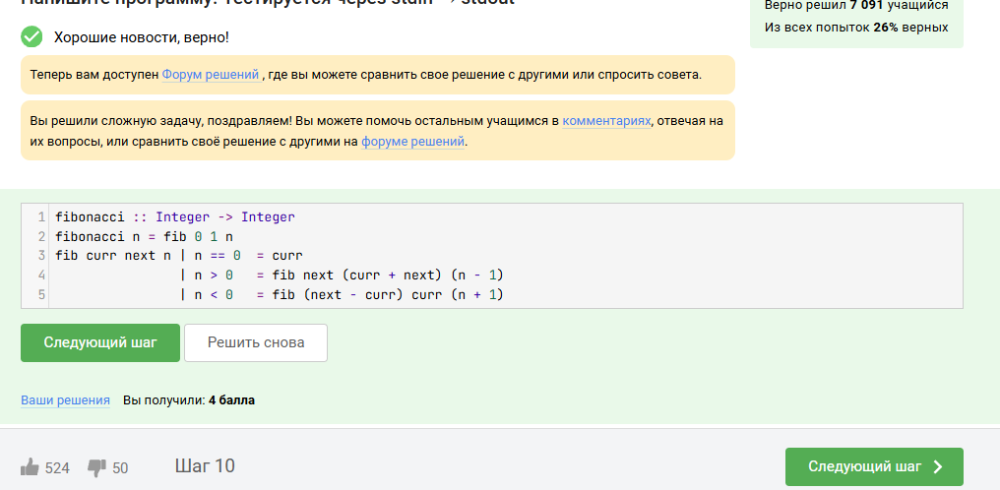 Напишите программу. Тестируется через stdin → stdout
Верно решил 7 091 учащийся
Из всех попыток 26% верных
Хорошие новости, верно!
Теперь вам доступен Форум решений , где вы можете сравнить свое решение с другими или спросить совета.
Вы решили сложную задачу, поздравляем! Вы можете помочь остальным учащимся в комментариях, отвечая на
их вопросы, или сравнить своё решение с другими на форуме решений.
1 fibonacci :: Integer -> Integer
2 fibonacci n = fib 0 1 n
3 fib curr next n | n == 0  = curr
4                 | n > 0   = fib next (curr + next) (n - 1)
5                 | n < 0   = fib (next - curr) curr (n + 1)
Следующий шаг
Решить снова
Ваши решения
Вы получили: 4 балла
524
50
Шаг 10
Следующий шаг